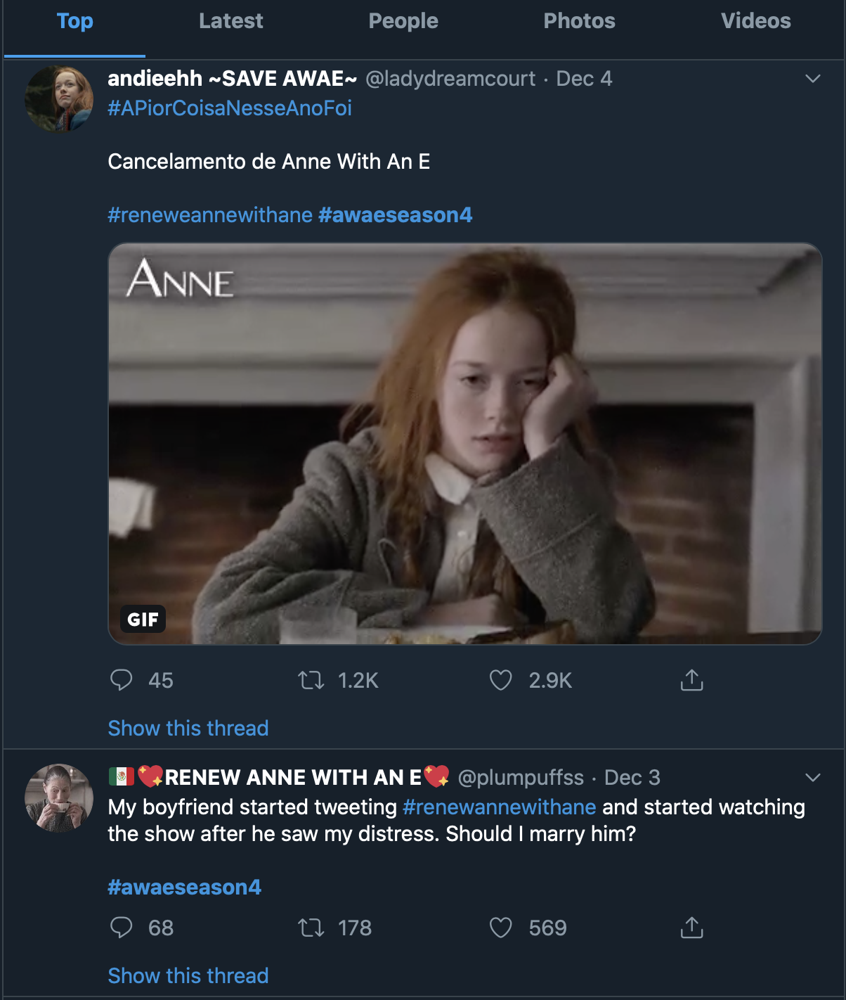 Top Latest People Photos Videos
andieehh ~SAVE AWAE~ @ladydreamcourt · Dec 4
#APiorCoisaNesseAnoFoi
Cancelamento de Anne With An E
#reneweannewithane #awaeseason4
ANNE
GIF
45 1.2K 2.9K
Show this thread
🇲🇽💖RENEW ANNE WITH AN E💖 @plumpuffss · Dec 3
My boyfriend started tweeting #renewannewithane and started watching
the show after he saw my distress. Should I marry him?
#awaeseason4
68 178 569
Show this thread